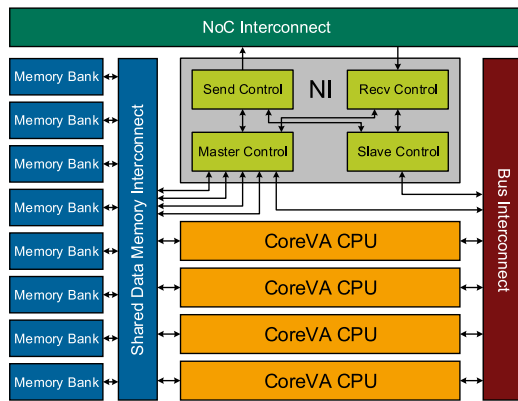 NoC Interconnect
Memory Bank
Memory Bank
Memory Bank
Memory Bank
Memory Bank
Memory Bank
Memory Bank
Memory Bank
Shared Data Memory Interconnect
NI
Send Control
Recv Control
Master Control
Slave Control
CoreVA CPU
CoreVA CPU
CoreVA CPU
CoreVA CPU
Bus Interconnect